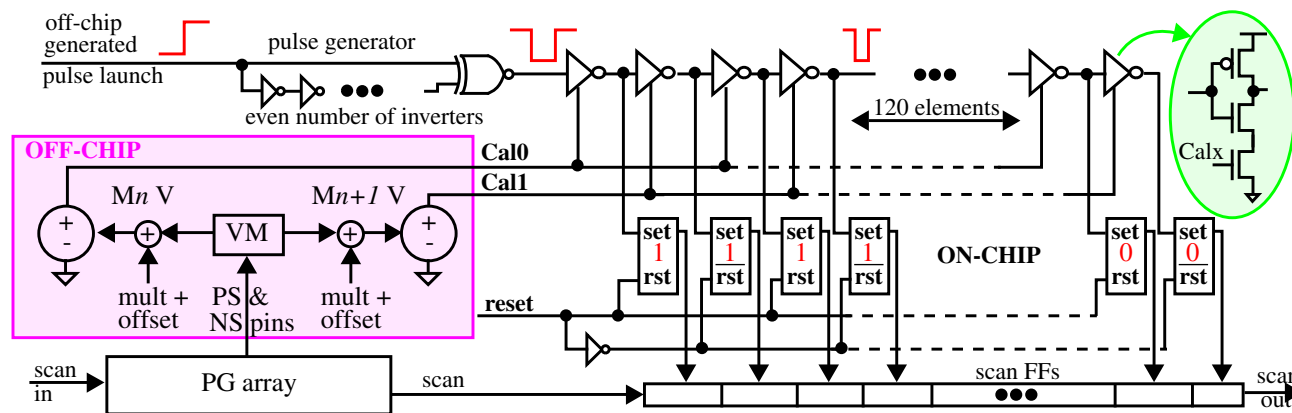 off-chip
generated
pulse launch
pulse generator
even number of inverters
120 elements
Calx
OFF-CHIP
Cal0
Cal1
Mn V
Mn+1 V
+
-
+
VM
+
+
-
mult +
offset
PS &
NS pins
mult +
offset
reset
set
1
rst
set
1
rst
set
1
rst
set
1
rst
ON-CHIP
set
0
rst
set
0
rst
scan
in
PG array
scan
scan FFs
scan
out